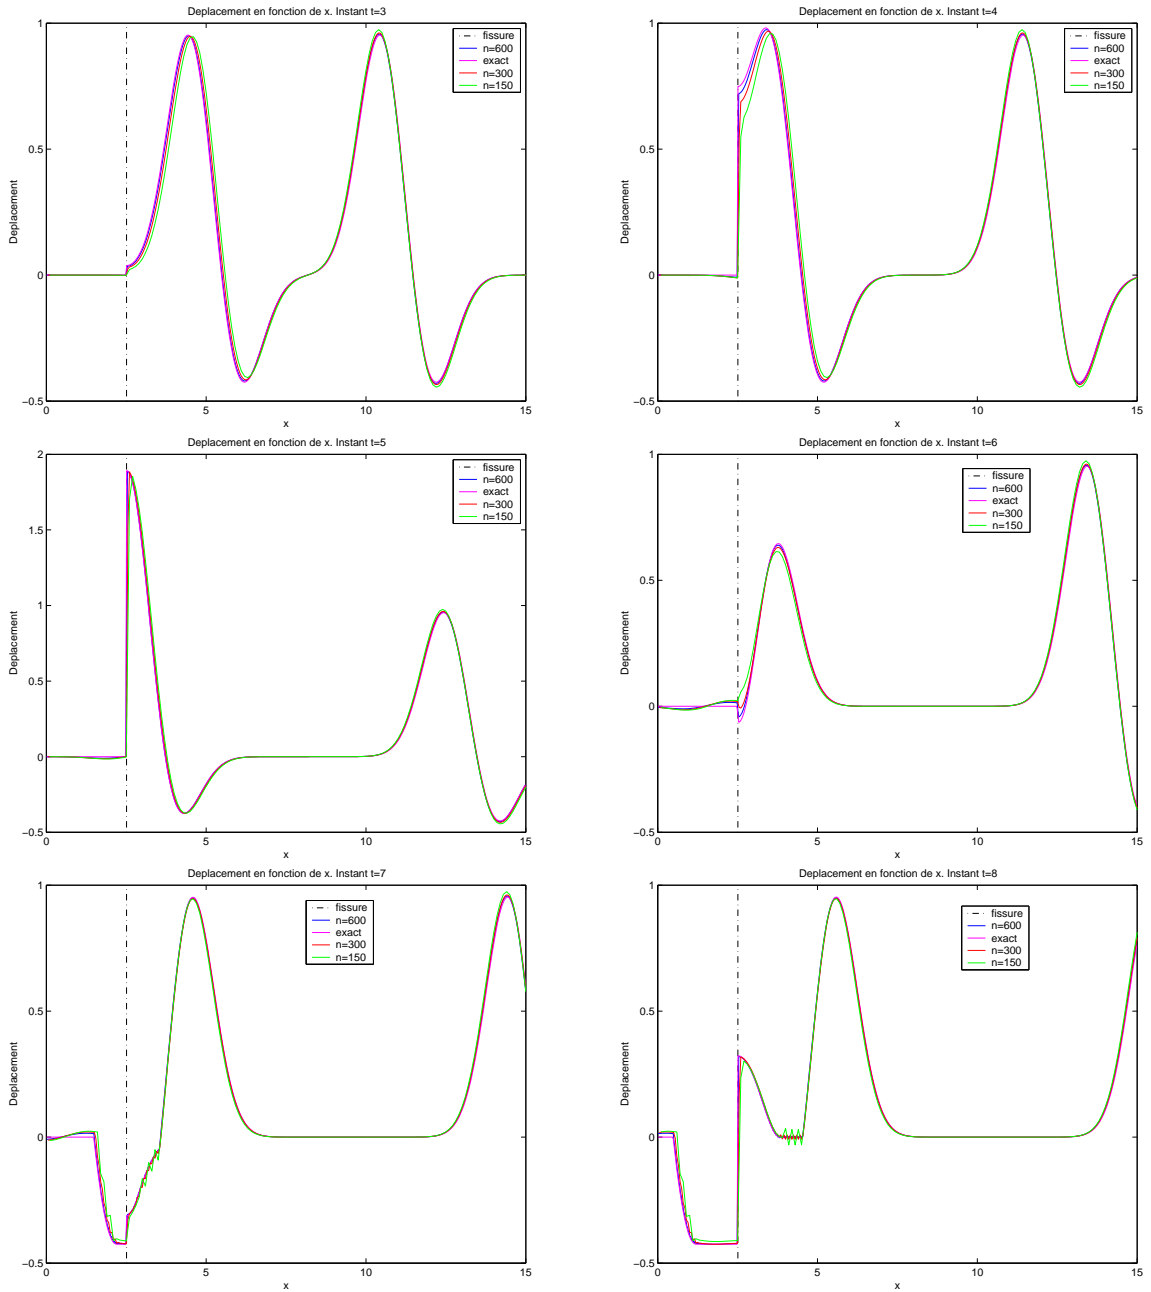 Deplacement en fonction de x. Instant t=3
1
0.5
0
−0.5
0
5
10
15
x
Deplacement
fissure
n=600
exact
n=300
n=150
Deplacement en fonction de x. Instant t=4
1
0.5
0
−0.5
0
5
10
15
x
Deplacement
fissure
n=600
exact
n=300
n=150
Deplacement en fonction de x. Instant t=5
2
1.5
1
0.5
0
−0.5
0
5
10
15
x
Deplacement
fissure
n=600
exact
n=300
n=150
Deplacement en fonction de x. Instant t=6
1
0.5
0
−0.5
0
5
10
15
x
Deplacement
fissure
n=600
exact
n=300
n=150
Deplacement en fonction de x. Instant t=7
1
0.5
0
−0.5
0
5
10
15
x
Deplacement
fissure
n=600
exact
n=300
n=150
Deplacement en fonction de x. Instant t=8
1
0.5
0
−0.5
0
5
10
15
x
Deplacement
fissure
n=600
exact
n=300
n=150